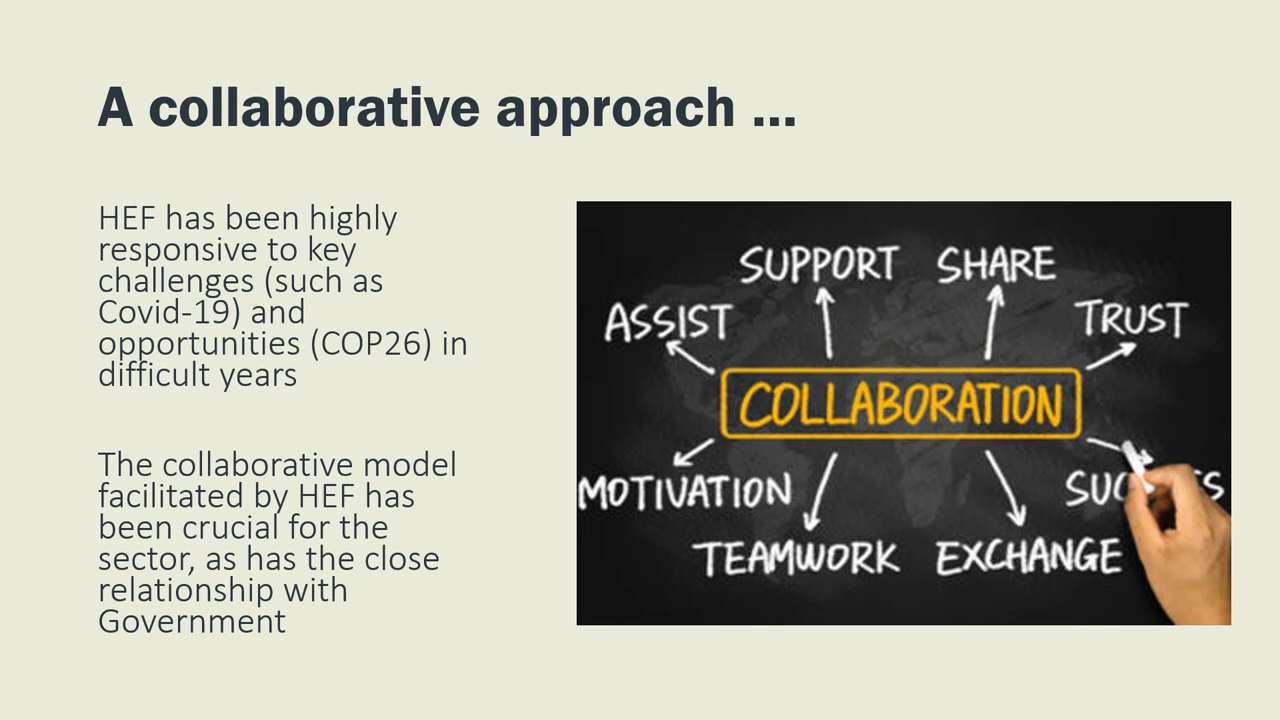 A collaborative approach ...
HEF has been highly
responsive to key
challenges (such as
Covid-19) and
opportunities (COP26) in
difficult years
The collaborative model
facilitated by HEF has
been crucial for the
sector, as has the close
relationship with
Government
SUPPORT SHARE
ASSIST TRUST
COLLABORATION
MOTIVATION
TEAMWORK EXCHANGE